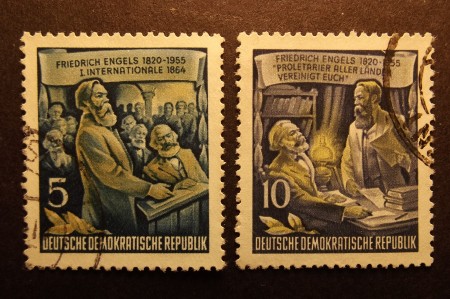 FRIEDRICH ENGELS 1820-1955
I. INTERNATIONALE 1864
5
DEUTSCHE DEMOKRATISCHE REPUBLIK
FRIEDRICH ENGELS 1820-1955
"PROLETARIER ALLER LÄNDER
VEREINIGT EUCH"
10
DEUTSCHE DEMOKRATISCHE REPUBLIK